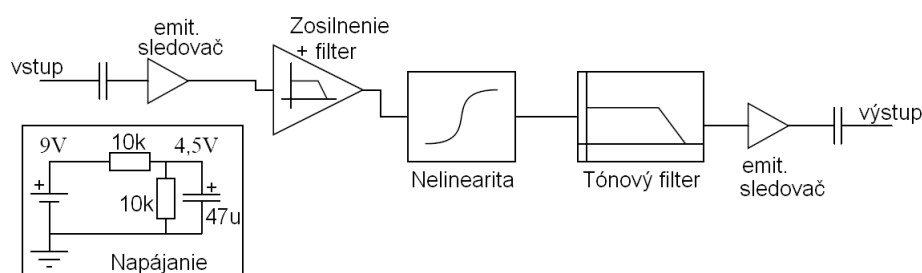 vstup
emit.
sledovač
Zosilnenie
+ filter
Nelinearita
Tónový filter
emit.
sledovač
výstup
9V
10k
4,5V
+
+
10k
47u
Napájanie